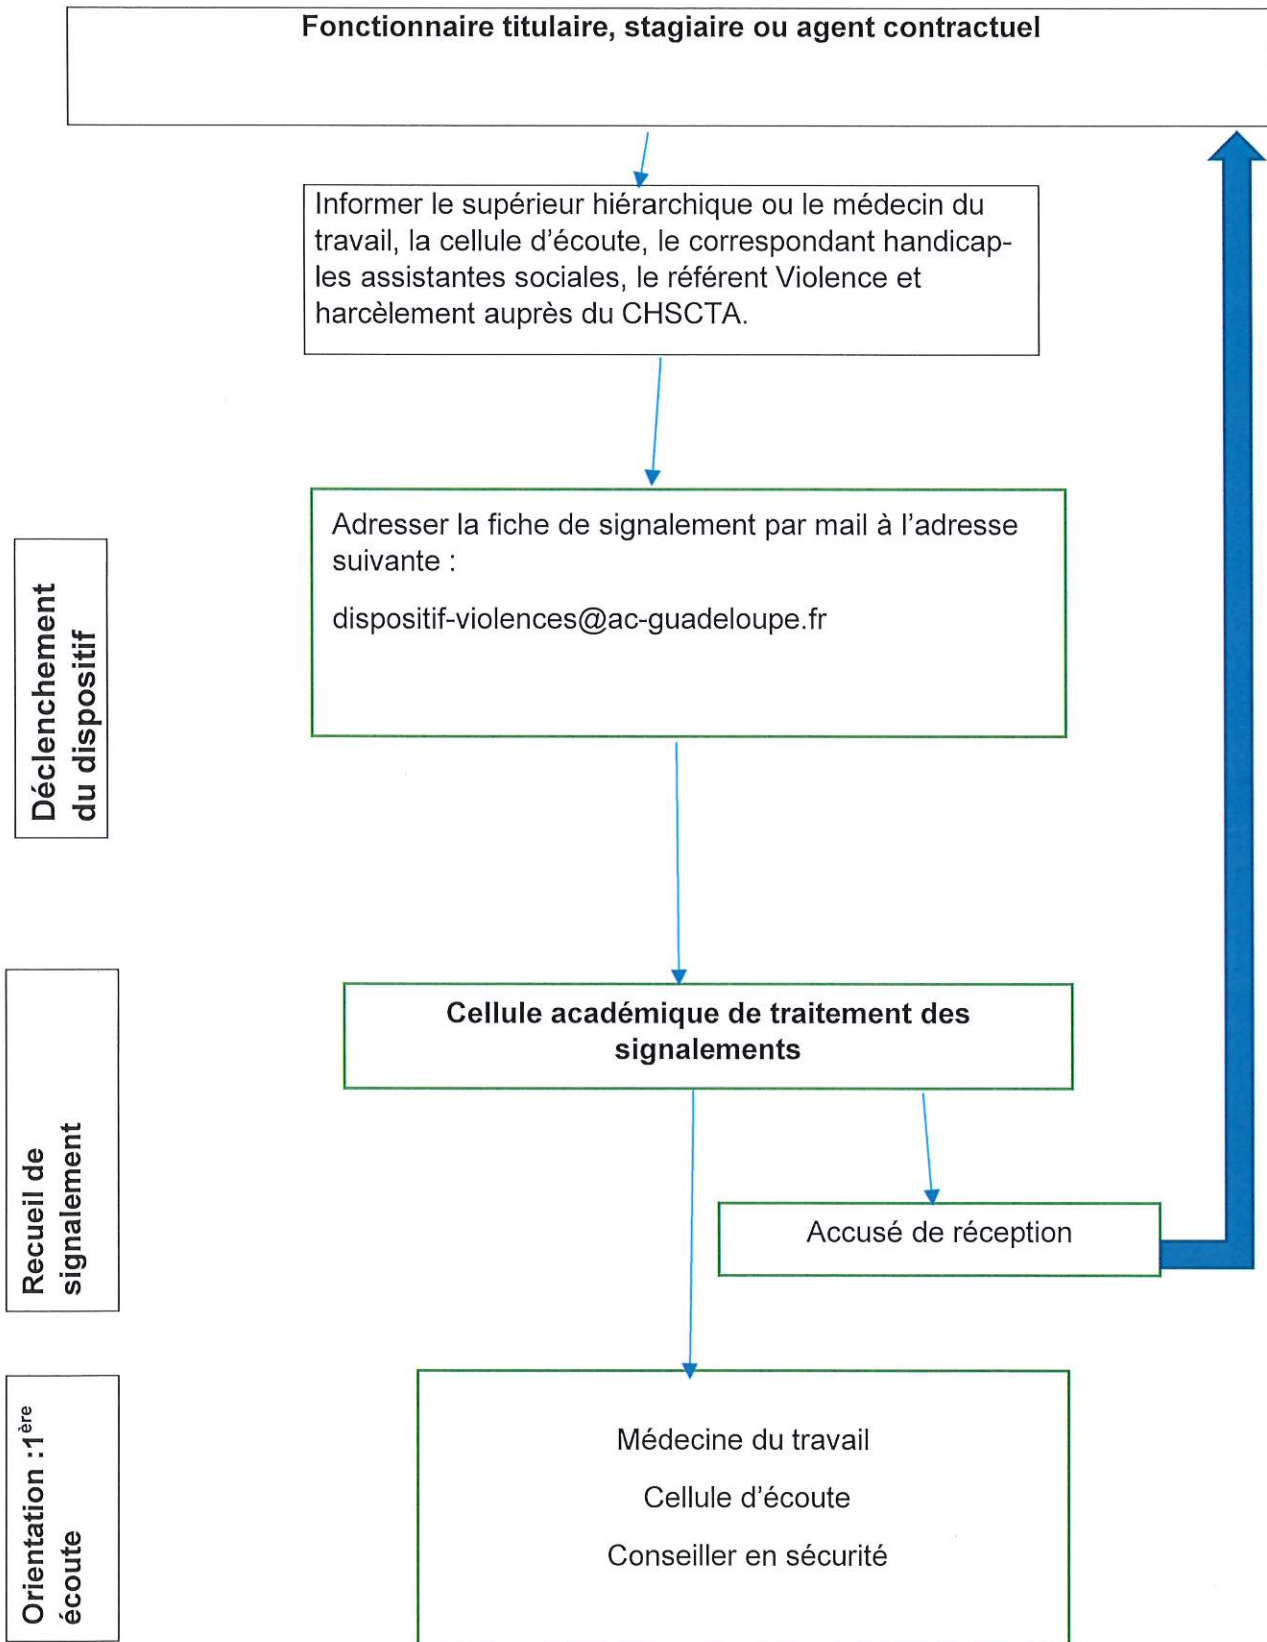 Fonctionnaire titulaire, stagiaire ou agent contractuel
Informer le supérieur hiérarchique ou le médecin du
travail, la cellule d'écoute, le correspondant handicap-
les assistantes sociales, le référent Violence et
harcèlement auprès du CHSCTA.
Déclenchement
du dispositif
Adresser la fiche de signalement par mail à l'adresse
suivante :
dispositif-violences@ac-guadeloupe.fr
Recueil de
signalement
Cellule académique de traitement des
signalements
Accusé de réception
Orientation :1ère
écoute
Médecine du travail
Cellule d'écoute
Conseiller en sécurité